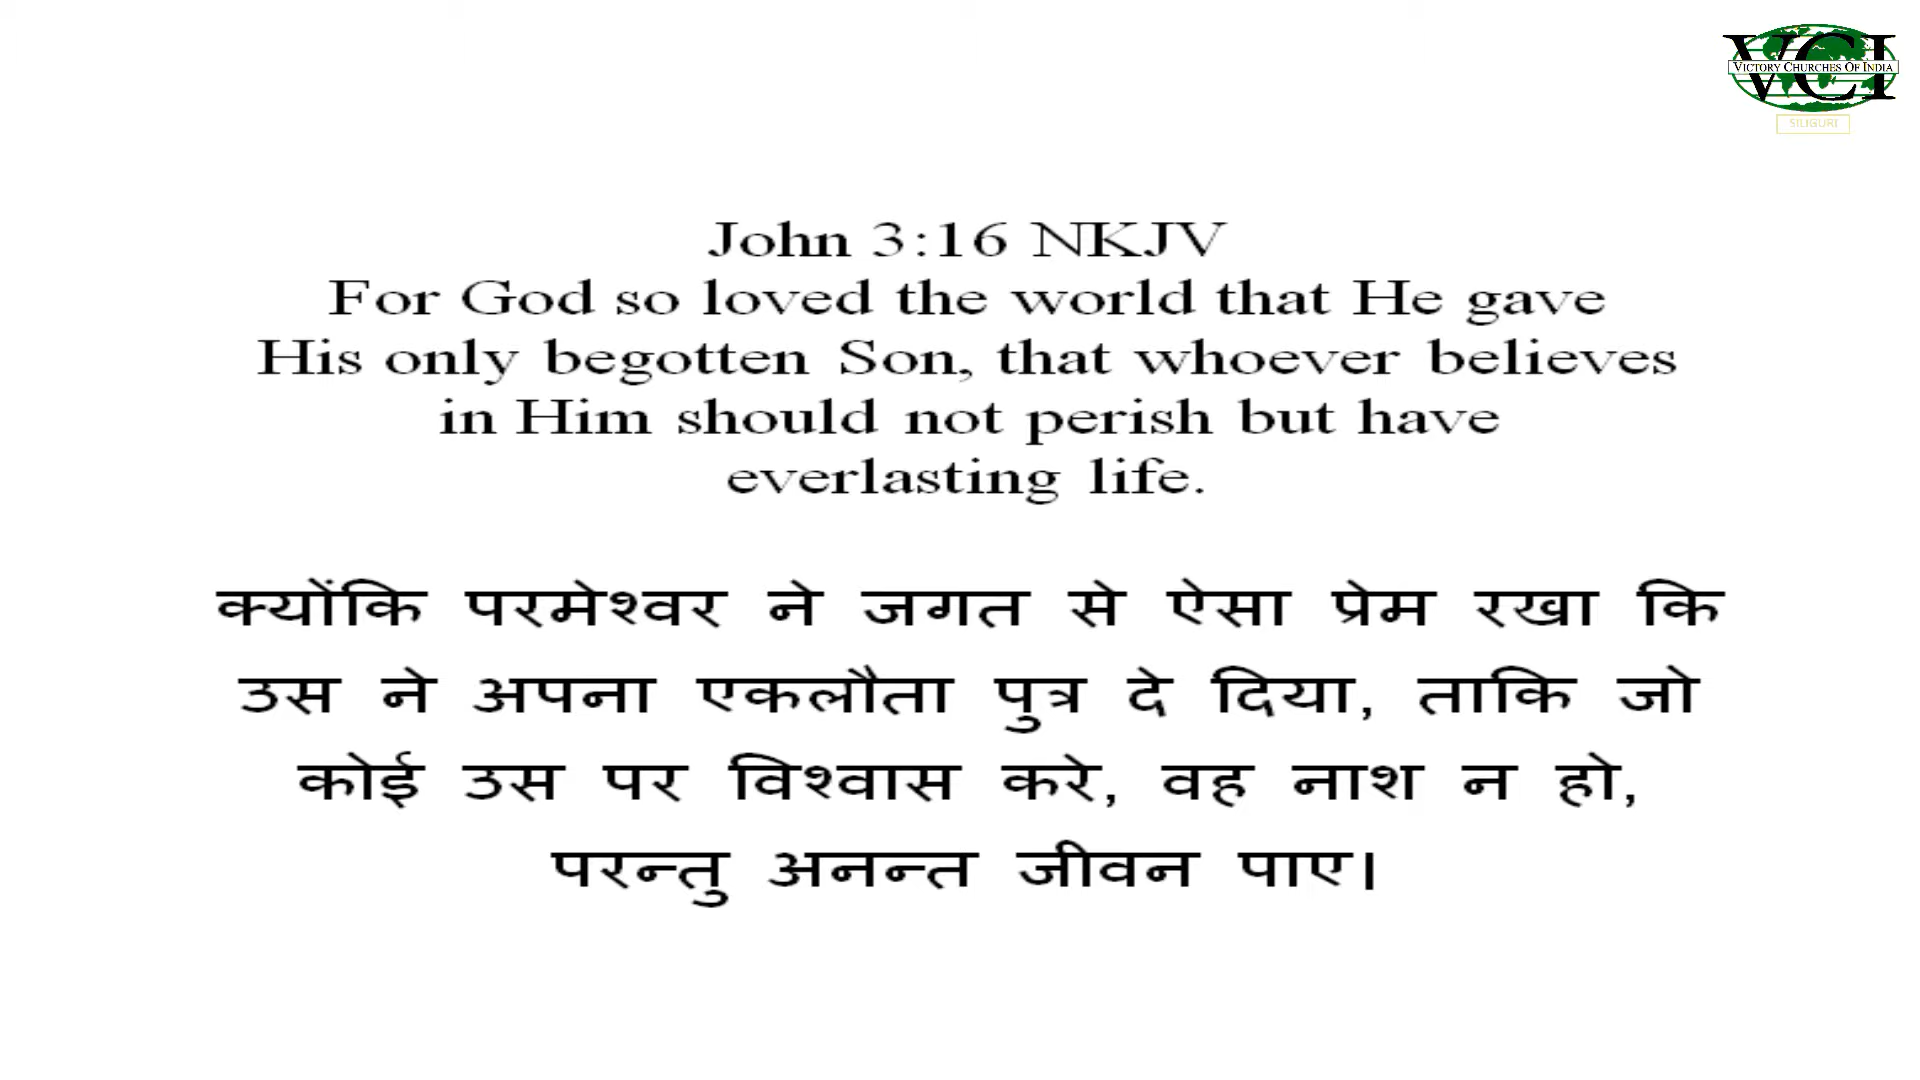 VCI
VICTORY CHURCHES OF INDIA
SILIGURI
John 3:16 NKJV
For God so loved the world that He gave
His only begotten Son, that whoever believes
in Him should not perish but have
everlasting life.
क्योंकि परमेश्वर ने जगत से ऐसा प्रेम रखा कि
उस ने अपना एकलौता पुत्र दे दिया, ताकि जो
कोई उस पर विश्वास करे, वह नाश न हो,
परन्तु अनन्त जीवन पाए।